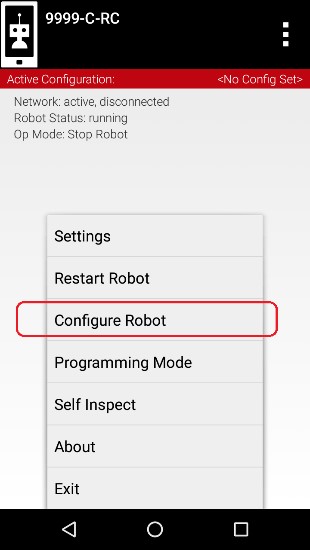 9999-C-RC
Active Configuration: <No Config Set>
Network: active, disconnected
Robot Status: running
Op Mode: Stop Robot
Settings
Restart Robot
Configure Robot
Programming Mode
Self Inspect
About
Exit